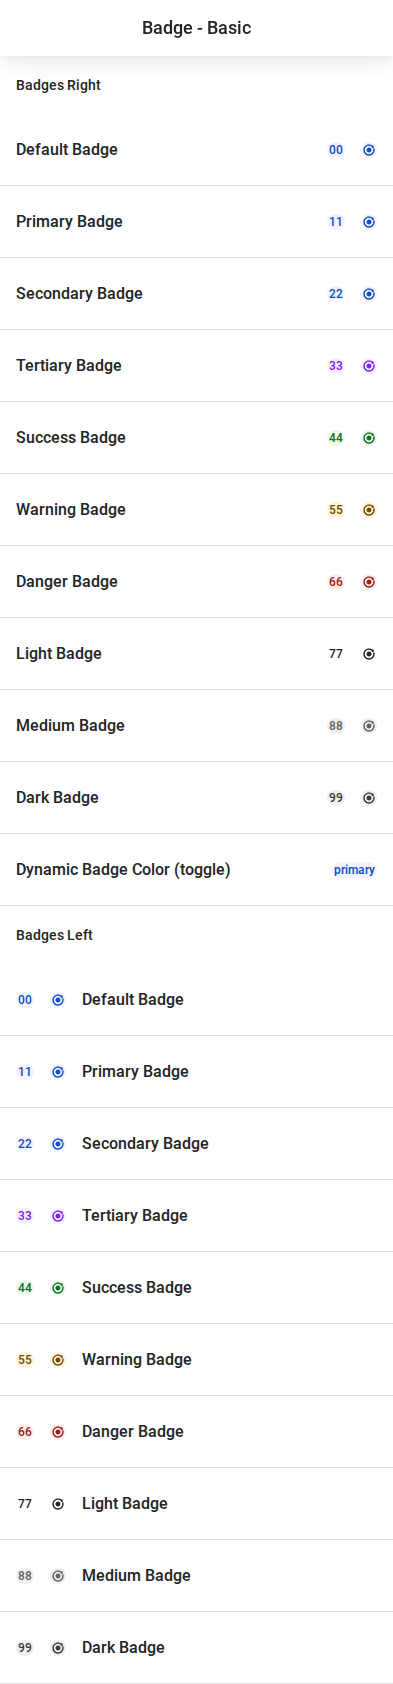 Badge - Basic
Badges Right
Default Badge 00
Primary Badge 11
Secondary Badge 22
Tertiary Badge 33
Success Badge 44
Warning Badge 55
Danger Badge 66
Light Badge 77
Medium Badge 88
Dark Badge 99
Dynamic Badge Color (toggle) primary
Badges Left
00 Default Badge
11 Primary Badge
22 Secondary Badge
33 Tertiary Badge
44 Success Badge
55 Warning Badge
66 Danger Badge
77 Light Badge
88 Medium Badge
99 Dark Badge